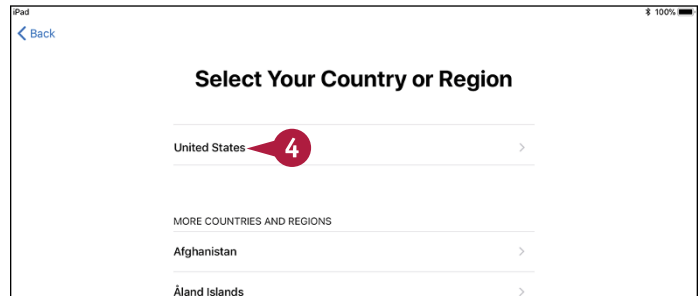 iPad
100%
Back
Select Your Country or Region
United States
4
MORE COUNTRIES AND REGIONS
Afghanistan
Åland Islands